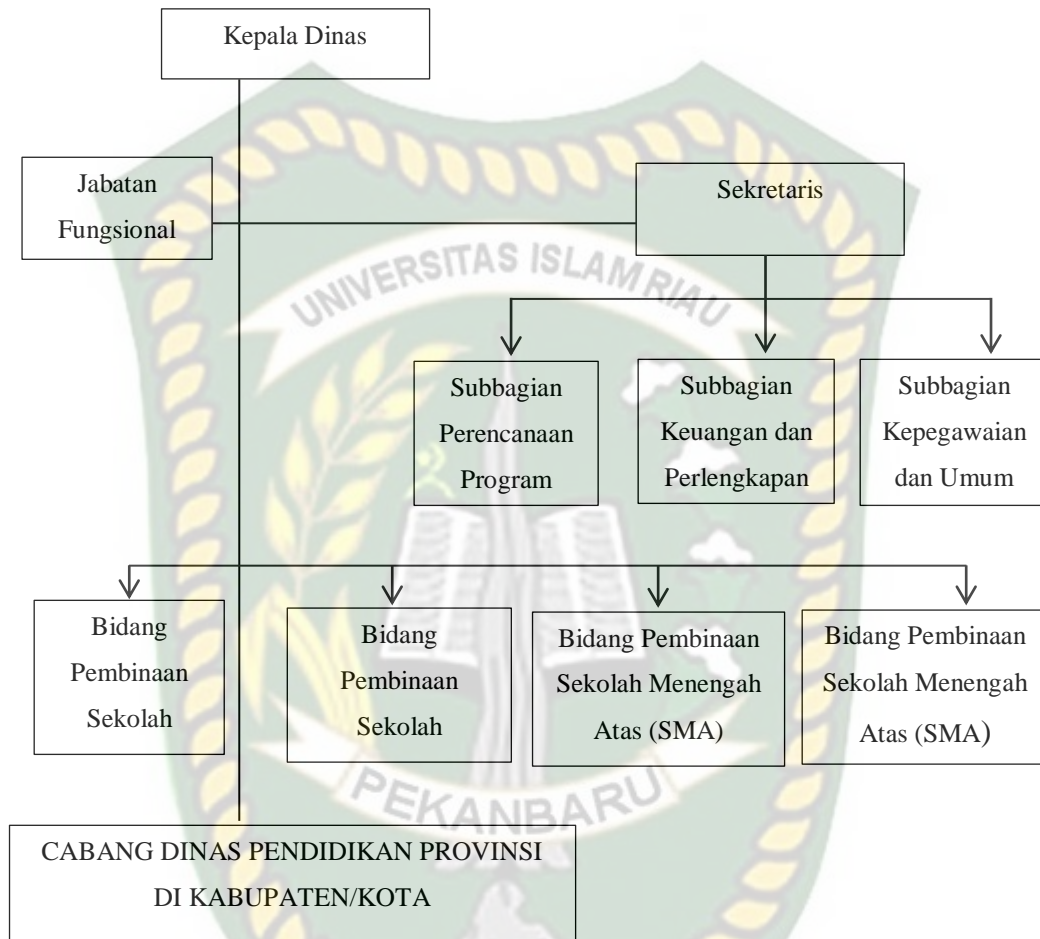 Kepala Dinas
Jabatan
Fungsional
Sekretaris
UNIVERSITAS ISLAM RIAU
Subbagian
Perencanaan
Program
Subbagian
Keuangan dan
Perlengkapan
Subbagian
Kepegawaian
dan Umum
Bidang
Pembinaan
Sekolah
Bidang
Pembinaan
Sekolah
Bidang Pembinaan
Sekolah Menengah
Atas (SMA)
Bidang Pembinaan
Sekolah Menengah
Atas (SMA)
PEKANBARU
CABANG DINAS PENDIDIKAN PROVINSI
DI KABUPATEN/KOTA